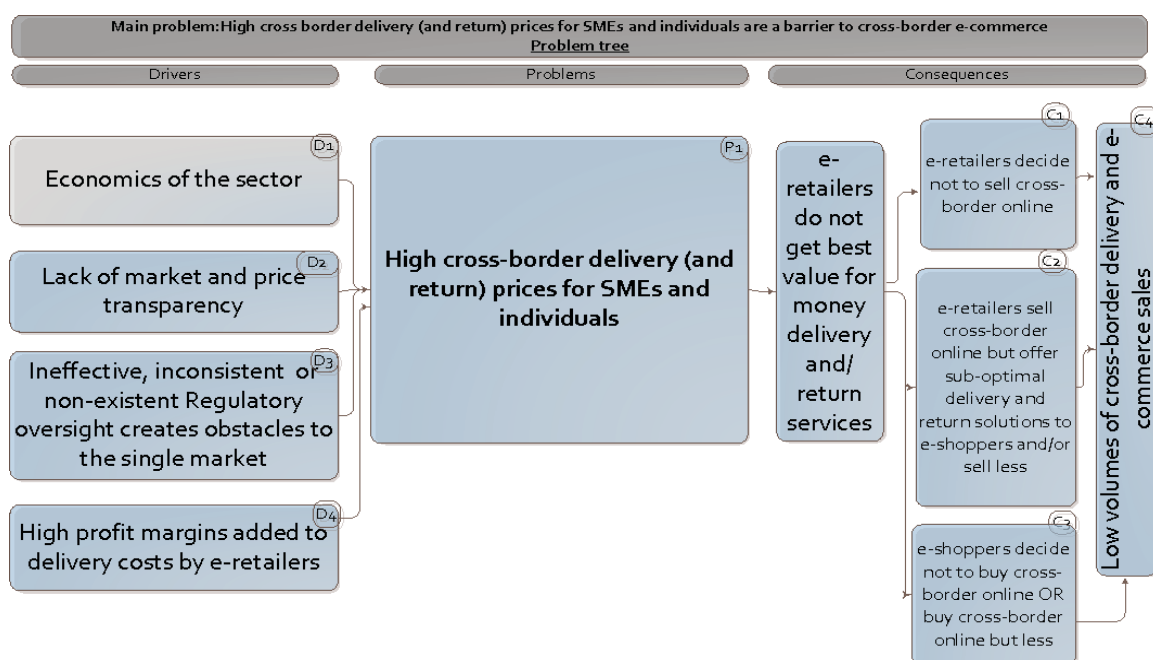 Main problem:High cross border delivery (and return) prices for SMEs and individuals are a barrier to cross-border e-commerce
Problem tree
Drivers
Problems
Consequences
D1
Economics of the sector
D2
Lack of market and price
transparency
D3
Ineffective, inconsistent or
non-existent Regulatory
oversight creates obstacles to
the single market
D4
High profit margins added to
delivery costs by e-retailers
P1
High cross-border delivery (and
return) prices for SMEs and
individuals
e-
retailers
do not
get best
value for
money
delivery
and/
return
services
C1
e-retailers decide
not to sell cross-
border online
C2
e-retailers sell
cross-border
online but offer
sub-optimal
delivery and
return solutions to
e-shoppers and/or
sell less
C3
e-shoppers decide
not to buy cross-
border online OR
buy cross-border
online but less
C4
Low volumes of cross-border delivery and e-
commerce sales